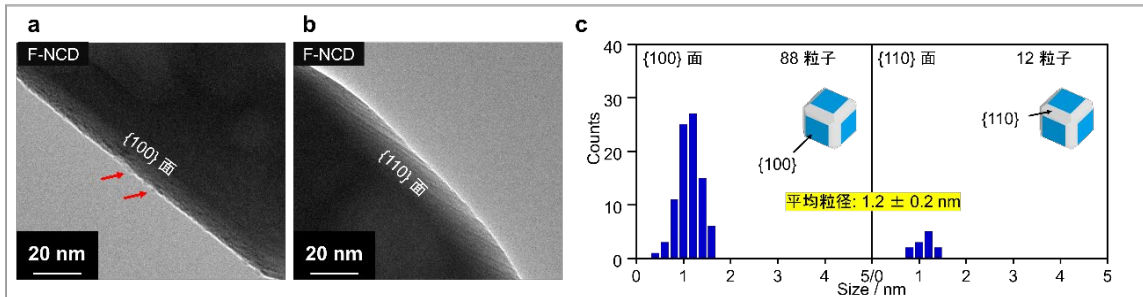 a
F-NCD
{100} 面
20 nm
b
F-NCD
{110} 面
20 nm
c
40
30
20
10
0
Counts
{100} 面
88 粒子
{100}
{110} 面
12 粒子
{110}
平均粒径: 1.2 ± 0.2 nm
0 1 2 3 4 5/0 1 2 3 4 5
Size / nm